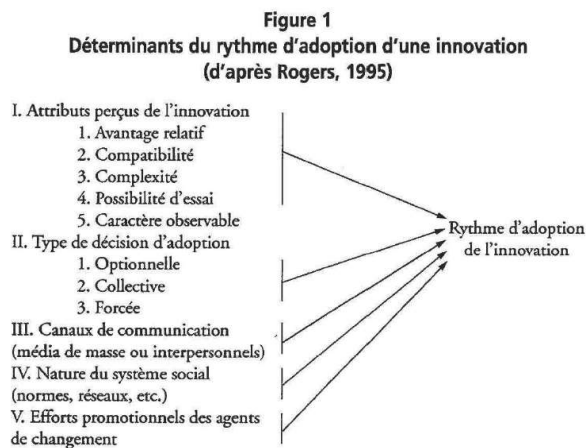 Figure 1
Déterminants du rythme d'adoption d'une innovation
(d'après Rogers, 1995)
I. Attributs perçus de l'innovation
1. Avantage relatif
2. Compatibilité
3. Complexité
4. Possibilité d'essai
5. Caractère observable
II. Type de décision d'adoption
1. Optionnelle
2. Collective
3. Forcée
III. Canaux de communication
(média de masse ou interpersonnels)
IV. Nature du système social
(normes, réseaux, etc.)
V. Efforts promotionnels des agents
de changement
Rythme d'adoption
de l'innovation